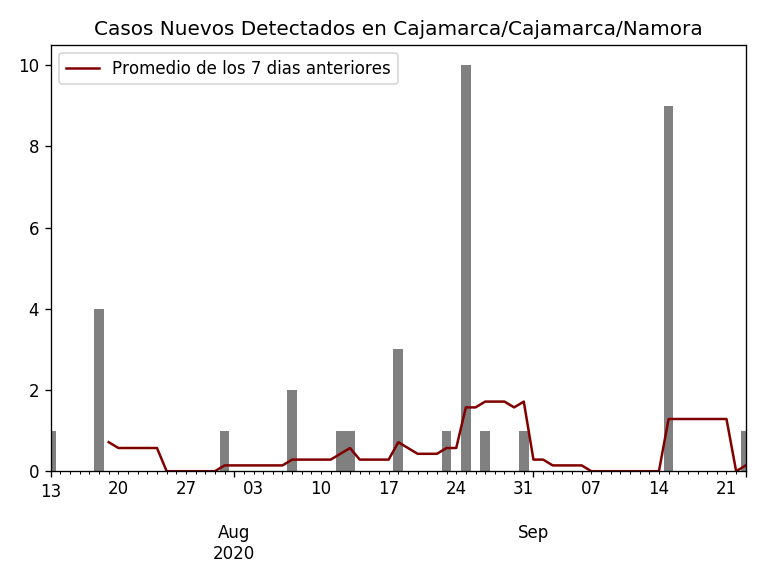 Casos Nuevos Detectados en Cajamarca/Cajamarca/Namora
Promedio de los 7 dias anteriores
10
8
6
4
2
0
13 20 27 03 10 17 24 31 07 14 21
Aug Sep
2020